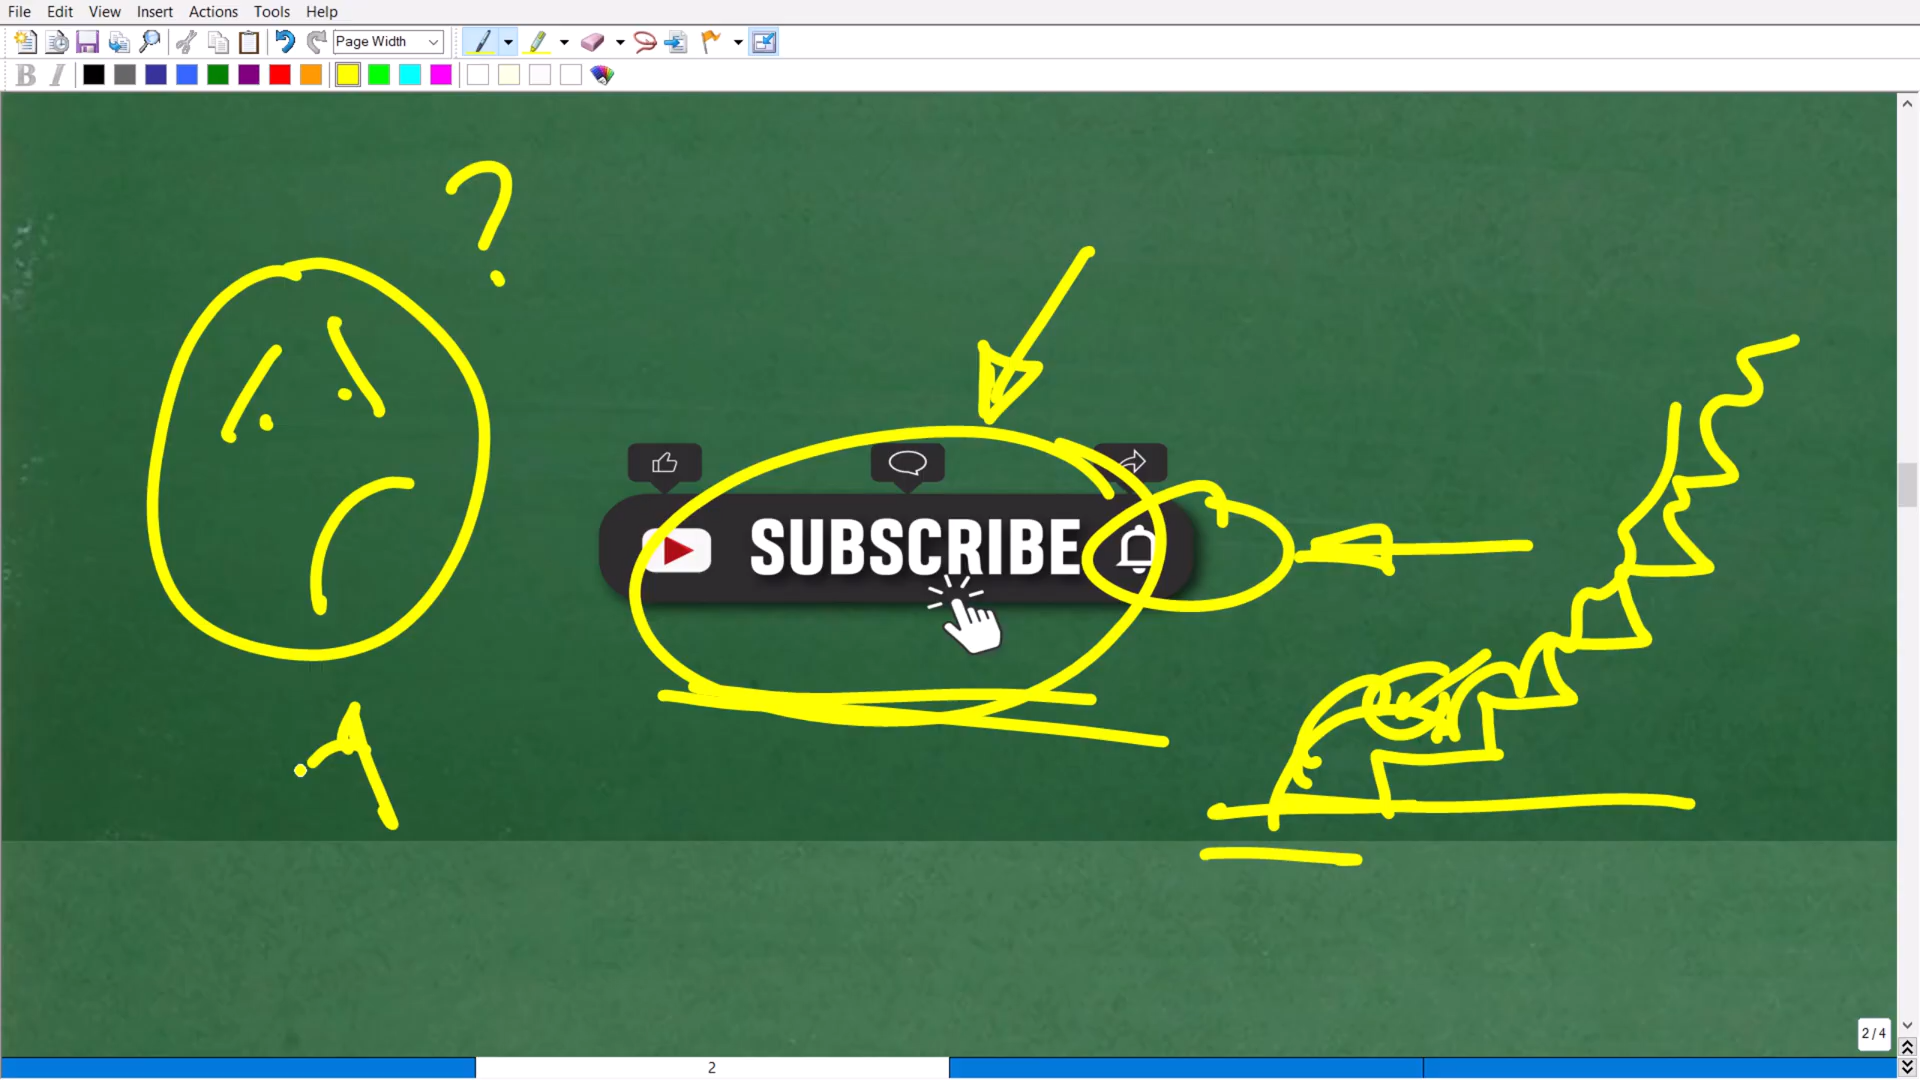 File Edit View Insert Actions Tools Help
Page Width
B I
?
SUBSCRIBE
2/4
2